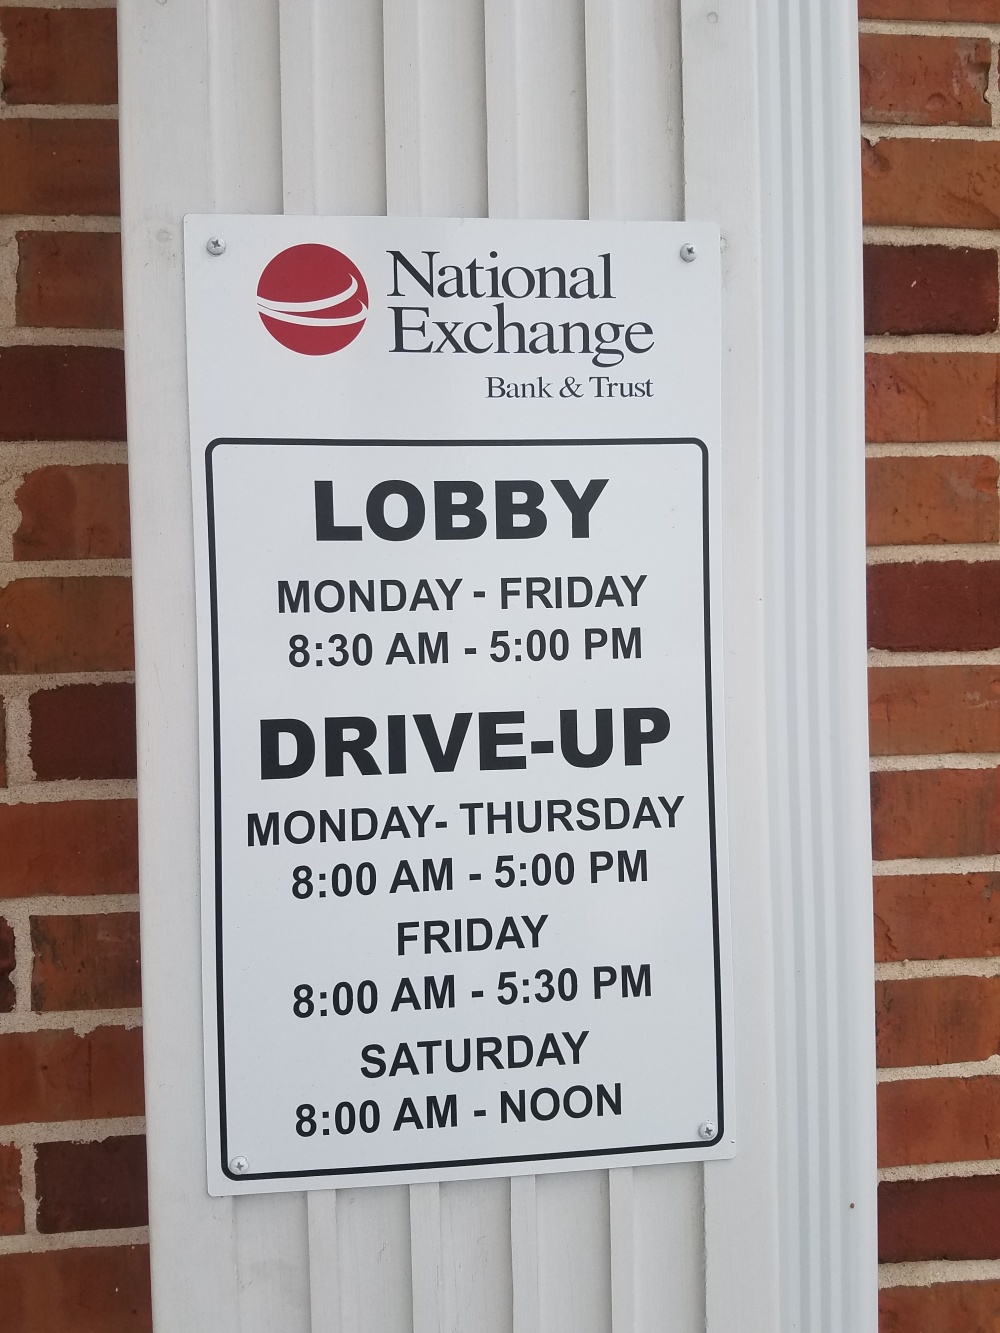 National
Exchange
Bank & Trust
LOBBY
MONDAY - FRIDAY
8:30 AM - 5:00 PM
DRIVE-UP
MONDAY- THURSDAY
8:00 AM - 5:00 PM
FRIDAY
8:00 AM - 5:30 PM
SATURDAY
8:00 AM - NOON